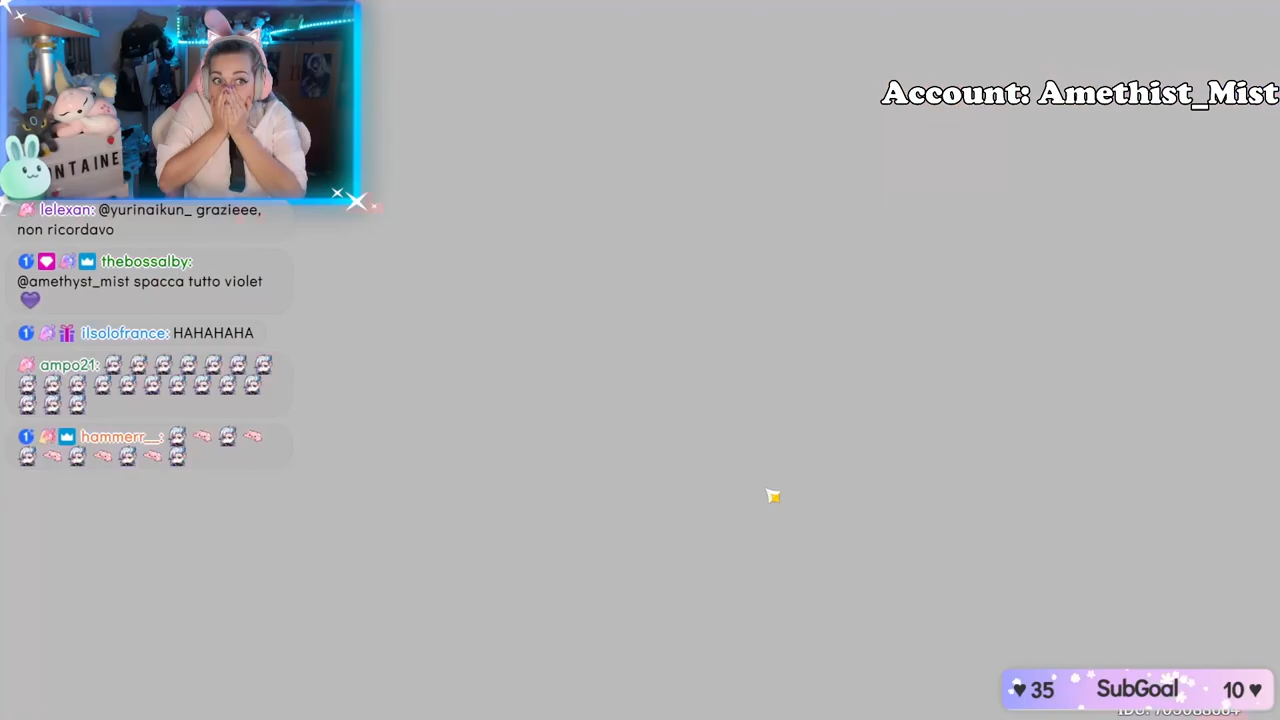 Account: Amethist_Mist
NTAINE
lelexan: @yurinaikun_ grazieee,
non ricordavo
thebossalby:
@amethyst_mist spacca tutto violet
ilsolofrance: HAHAHAHA
ampo21:
hammerr__:
35 SubGoal 10